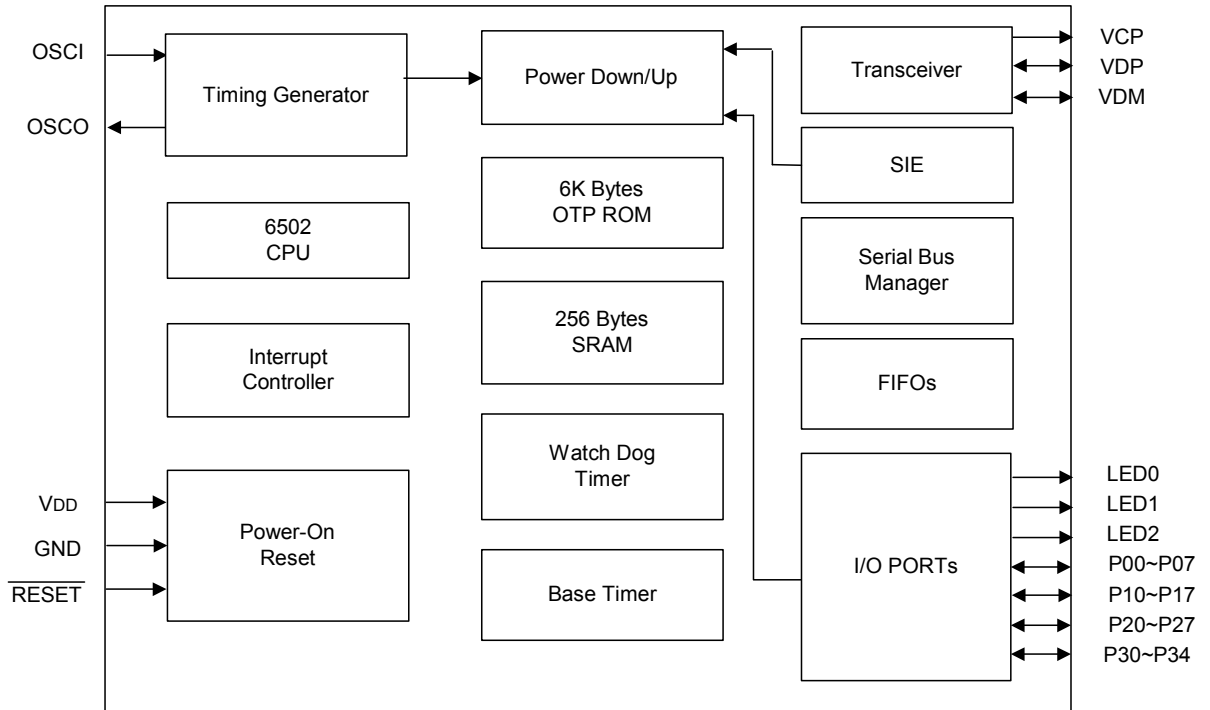 OSCI
OSCO
Timing Generator
Power Down/Up
Transceiver
VCP
VDP
VDM
6502
CPU
6K Bytes
OTP ROM
SIE
Serial Bus
Manager
Interrupt
Controller
256 Bytes
SRAM
FIFOs
VDD
GND
RESET
Power-On
Reset
Watch Dog
Timer
Base Timer
I/O PORTs
LED0
LED1
LED2
P00~P07
P10~P17
P20~P27
P30~P34